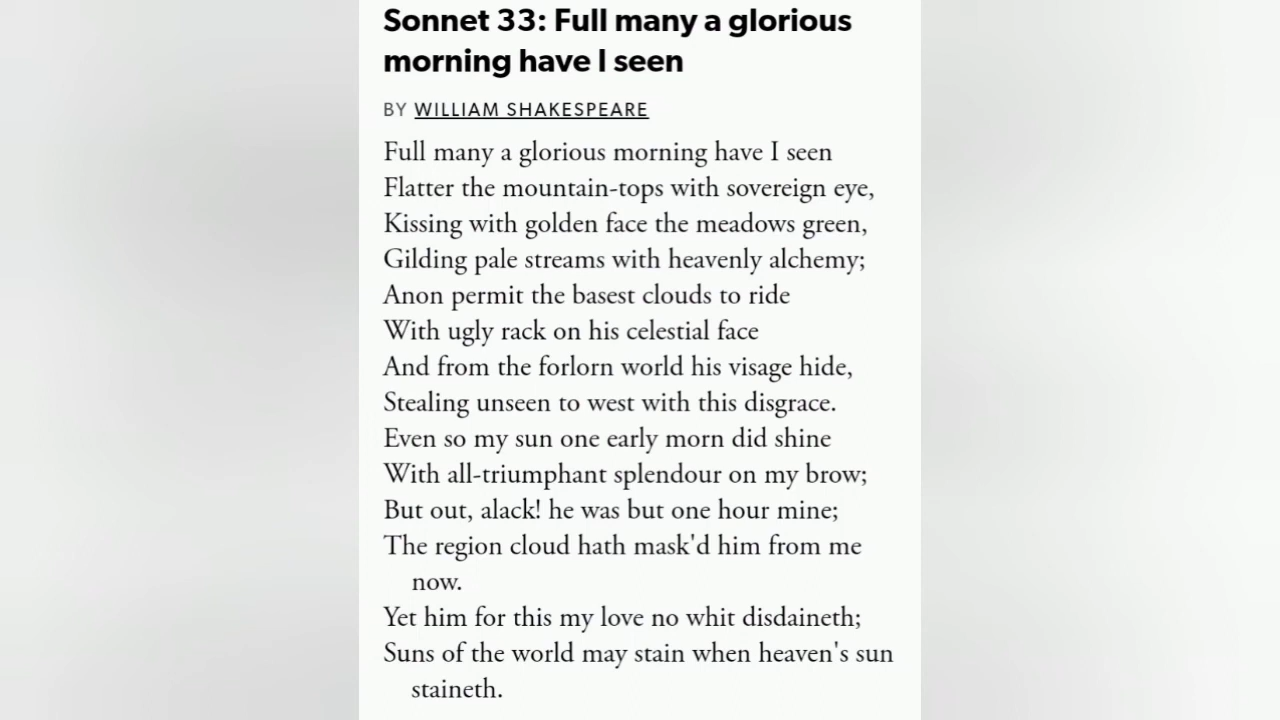 Sonnet 33: Full many a glorious
morning have I seen
BY WILLIAM SHAKESPEARE
Full many a glorious morning have I seen
Flatter the mountain-tops with sovereign eye,
Kissing with golden face the meadows green,
Gilding pale streams with heavenly alchemy;
Anon permit the basest clouds to ride
With ugly rack on his celestial face
And from the forlorn world his visage hide,
Stealing unseen to west with this disgrace.
Even so my sun one early morn did shine
With all-triumphant splendour on my brow;
But out, alack! he was but one hour mine;
The region cloud hath mask'd him from me
now.
Yet him for this my love no whit disdaineth;
Suns of the world may stain when heaven's sun
staineth.